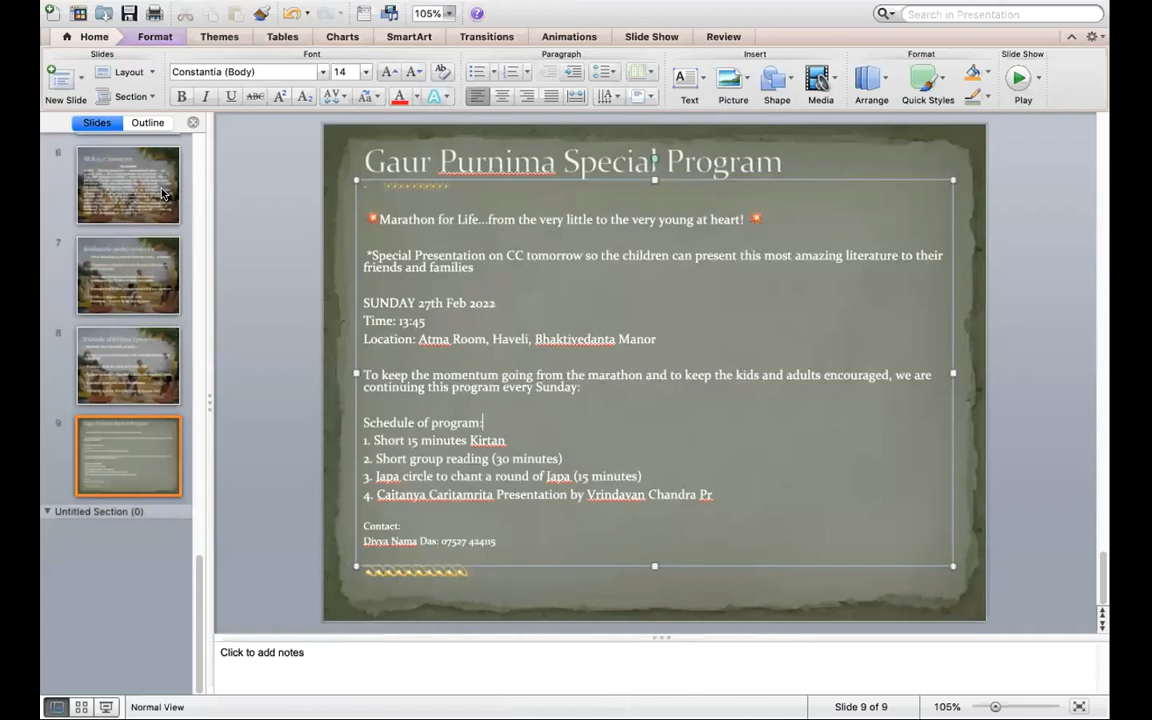 105%
Search in Presentation
Home
Format
Themes
Tables
Charts
SmartArt
Transitions
Animations
Slide Show
Review
Slides
Font
Paragraph
Insert
Format
Slide Show
New Slide
Layout
Section
Constantia (Body)
14
Text
Picture
Shape
Media
Arrange
Quick Styles
Play
Slides
Outline
6
7
8
9
Untitled Section (0)
Gaur Purnima Special Program
Marathon for Life...from the very little to the very young at heart!
*Special Presentation on CC tomorrow so the children can present this most amazing literature to their
friends and families
SUNDAY 27th Feb 2022
Time: 13:45
Location: Atma Room, Haveli, Bhaktivedanta Manor
To keep the momentum going from the marathon and to keep the kids and adults encouraged, we are
continuing this program every Sunday:
Schedule of program:
1. Short 15 minutes Kirtan
2. Short group reading (30 minutes)
3. Japa circle to chant a round of Japa (15 minutes)
4. Caitanya Caritamrita Presentation by Vrindavan Chandra Pr
Contact:
Divya Nama Das: 07527 424115
Click to add notes
Normal View
Slide 9 of 9
105%